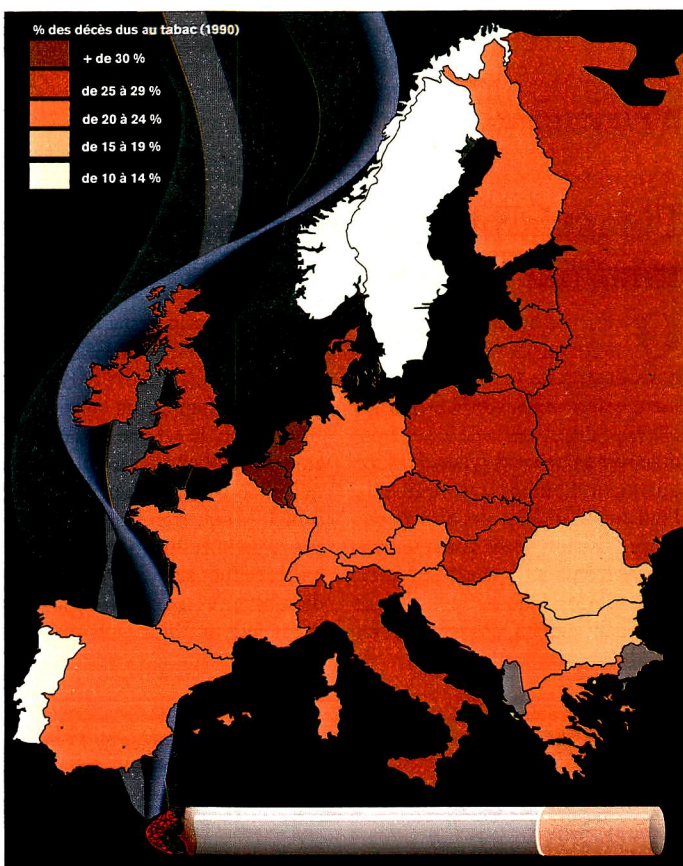 % des décès dus au tabac (1990)
+ de 30 %
de 25 à 29 %
de 20 à 24 %
de 15 à 19 %
de 10 à 14 %